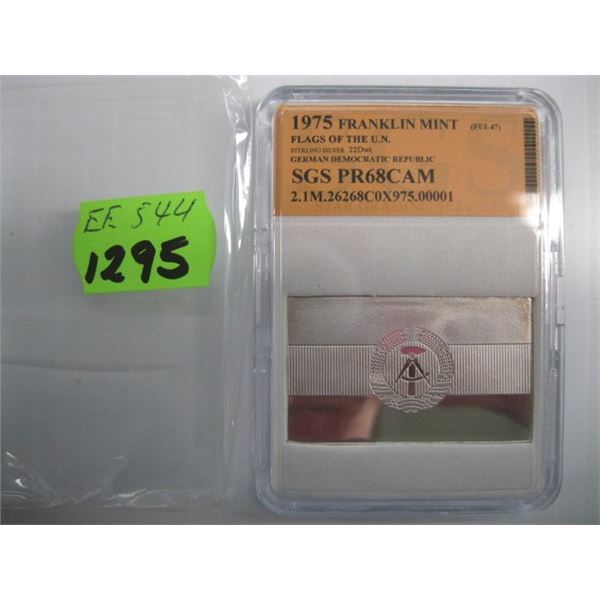 EE 544
1295
1975 FRANKLIN MINT (FUI-47)
FLAGS OF THE U.N.
STERLING SILVER 22Dwt
GERMAN DEMOCRATIC REPUBLIC
SGS PR68CAM
2.1M.26268C0X975.00001